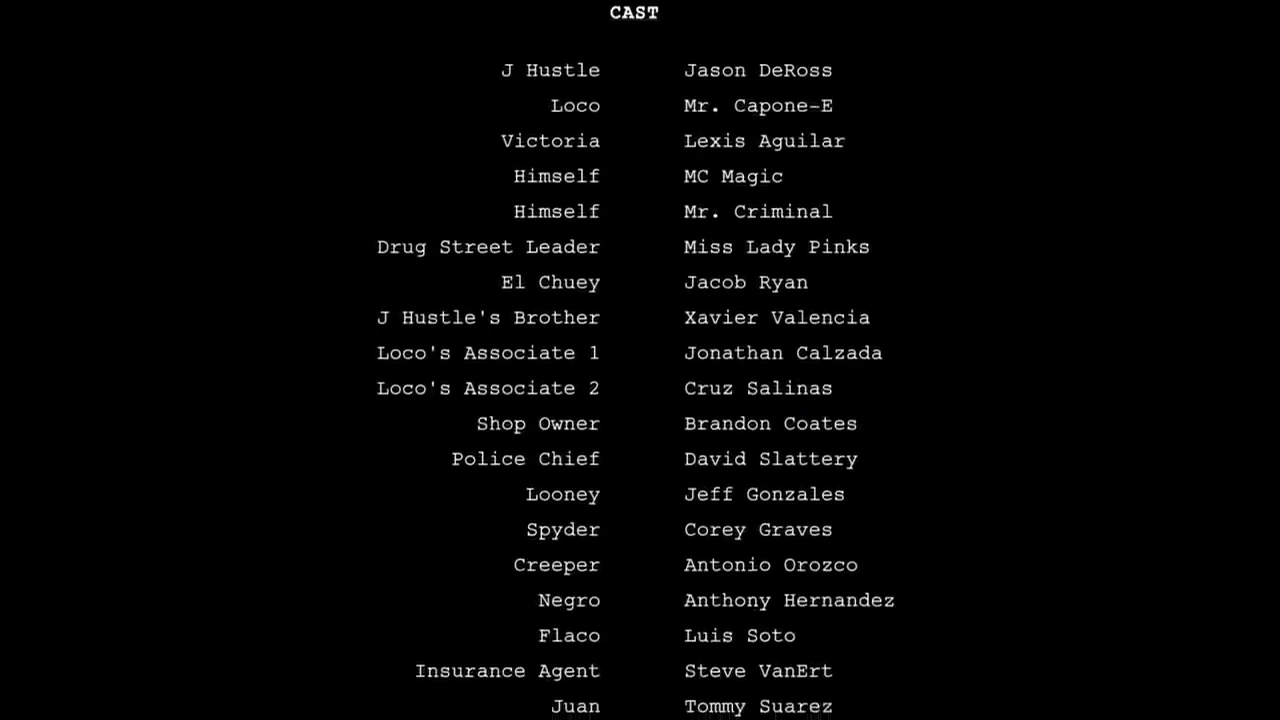 CAST
J Hustle Jason DeRoss
Loco Mr. Capone-E
Victoria Lexis Aguilar
Himself MC Magic
Himself Mr. Criminal
Drug Street Leader Miss Lady Pinks
El Chuey Jacob Ryan
J Hustle's Brother Xavier Valencia
Loco's Associate 1 Jonathan Calzada
Loco's Associate 2 Cruz Salinas
Shop Owner Brandon Coates
Police Chief David Slattery
Looney Jeff Gonzales
Spyder Corey Graves
Creeper Antonio Orozco
Negro Anthony Hernandez
Flaco Luis Soto
Insurance Agent Steve VanErt
Juan Tommy Suarez